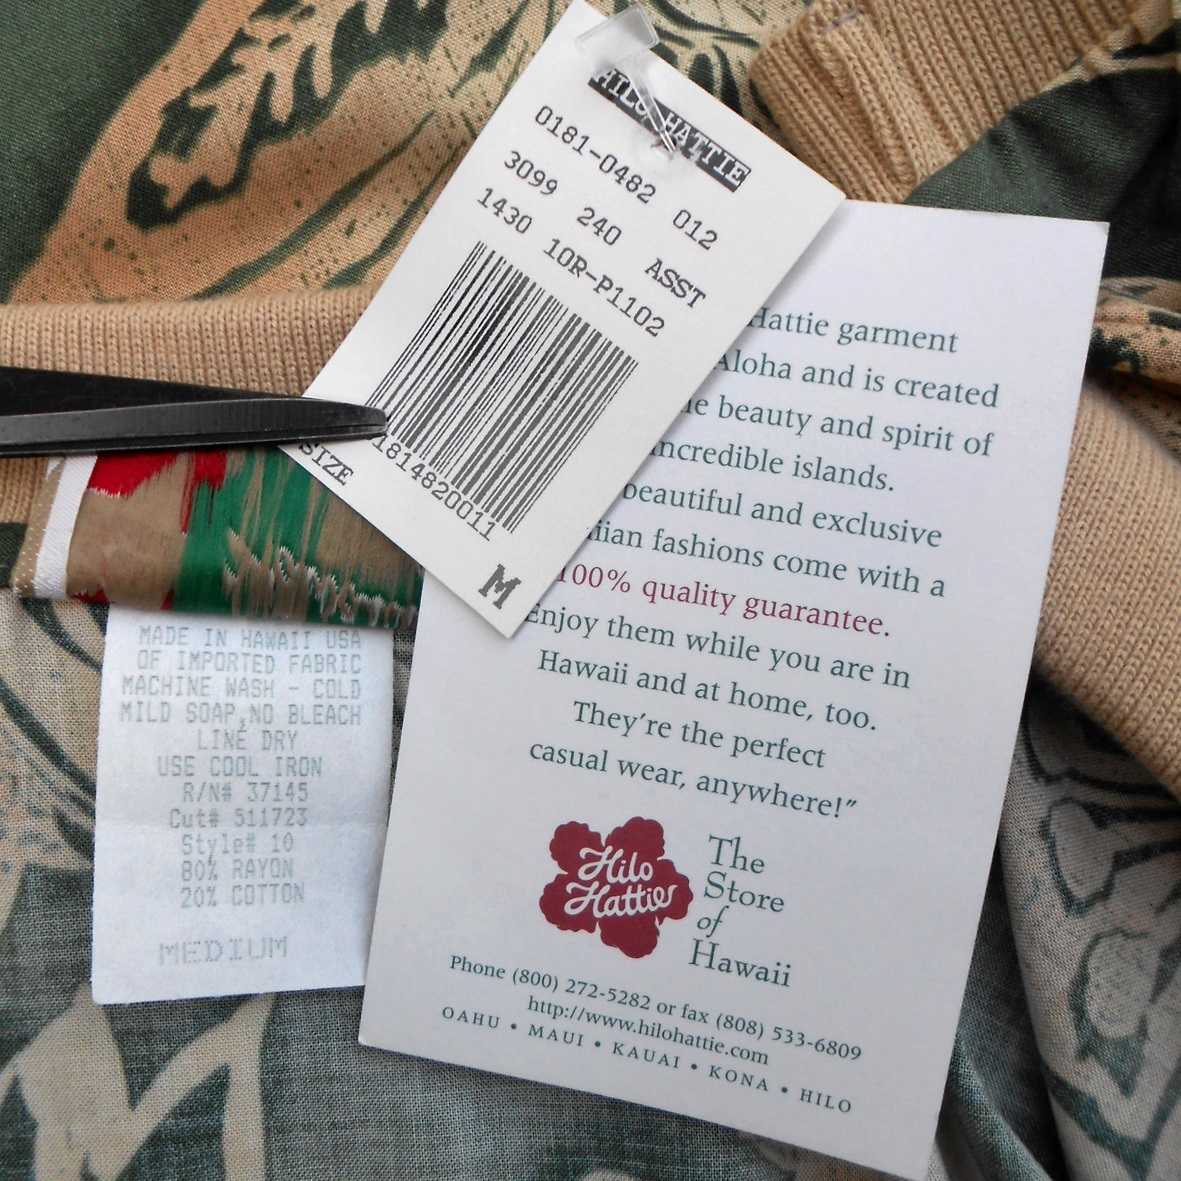 HILO HATTIE
0181-0482 012
3099 240 ASST
1430 10R-P1102
1814820011
SIZE
M
Hattie garment
Aloha and is created
beauty and spirit of
incredible islands.
beautiful and exclusive
fashions come with a
100% quality guarantee.
Enjoy them while you are in
Hawaii and at home, too.
They're the perfect
casual wear, anywhere!"
Hilo
Hattie
The
Store
of
Hawaii
Phone (800) 272-5282 or fax (808) 533-6809
http://www.hilohattie.com
OAHU • MAUI • KAUAI • KONA • HILO
MADE IN HAWAII USA
OF IMPORTED FABRIC
MACHINE WASH - COLD
MILD SOAP,NO BLEACH
LINE DRY
USE COOL IRON
R/N# 37145
Cut# 511723
Style# 10
80% RAYON
20% COTTON
MEDIUM